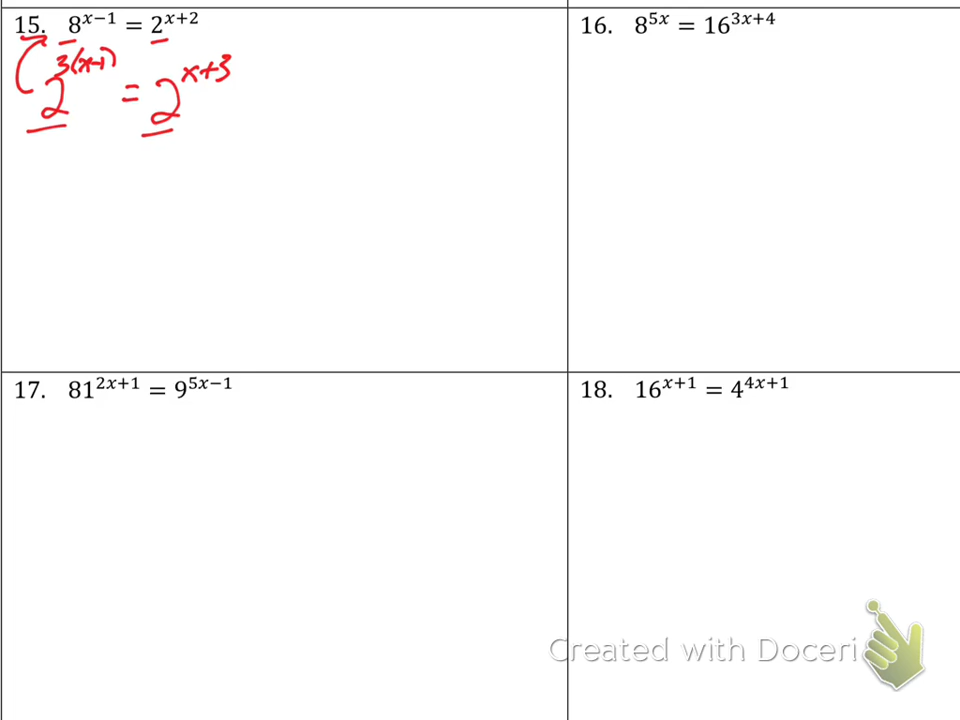 15. 8^{x−1} = 2^{x+2}
2^{3(x-1)} = 2^{x+3}
16. 8^{5x} = 16^{3x+4}
17. 81^{2x+1} = 9^{5x−1}
18. 16^{x+1} = 4^{4x+1}
Created with Doceri